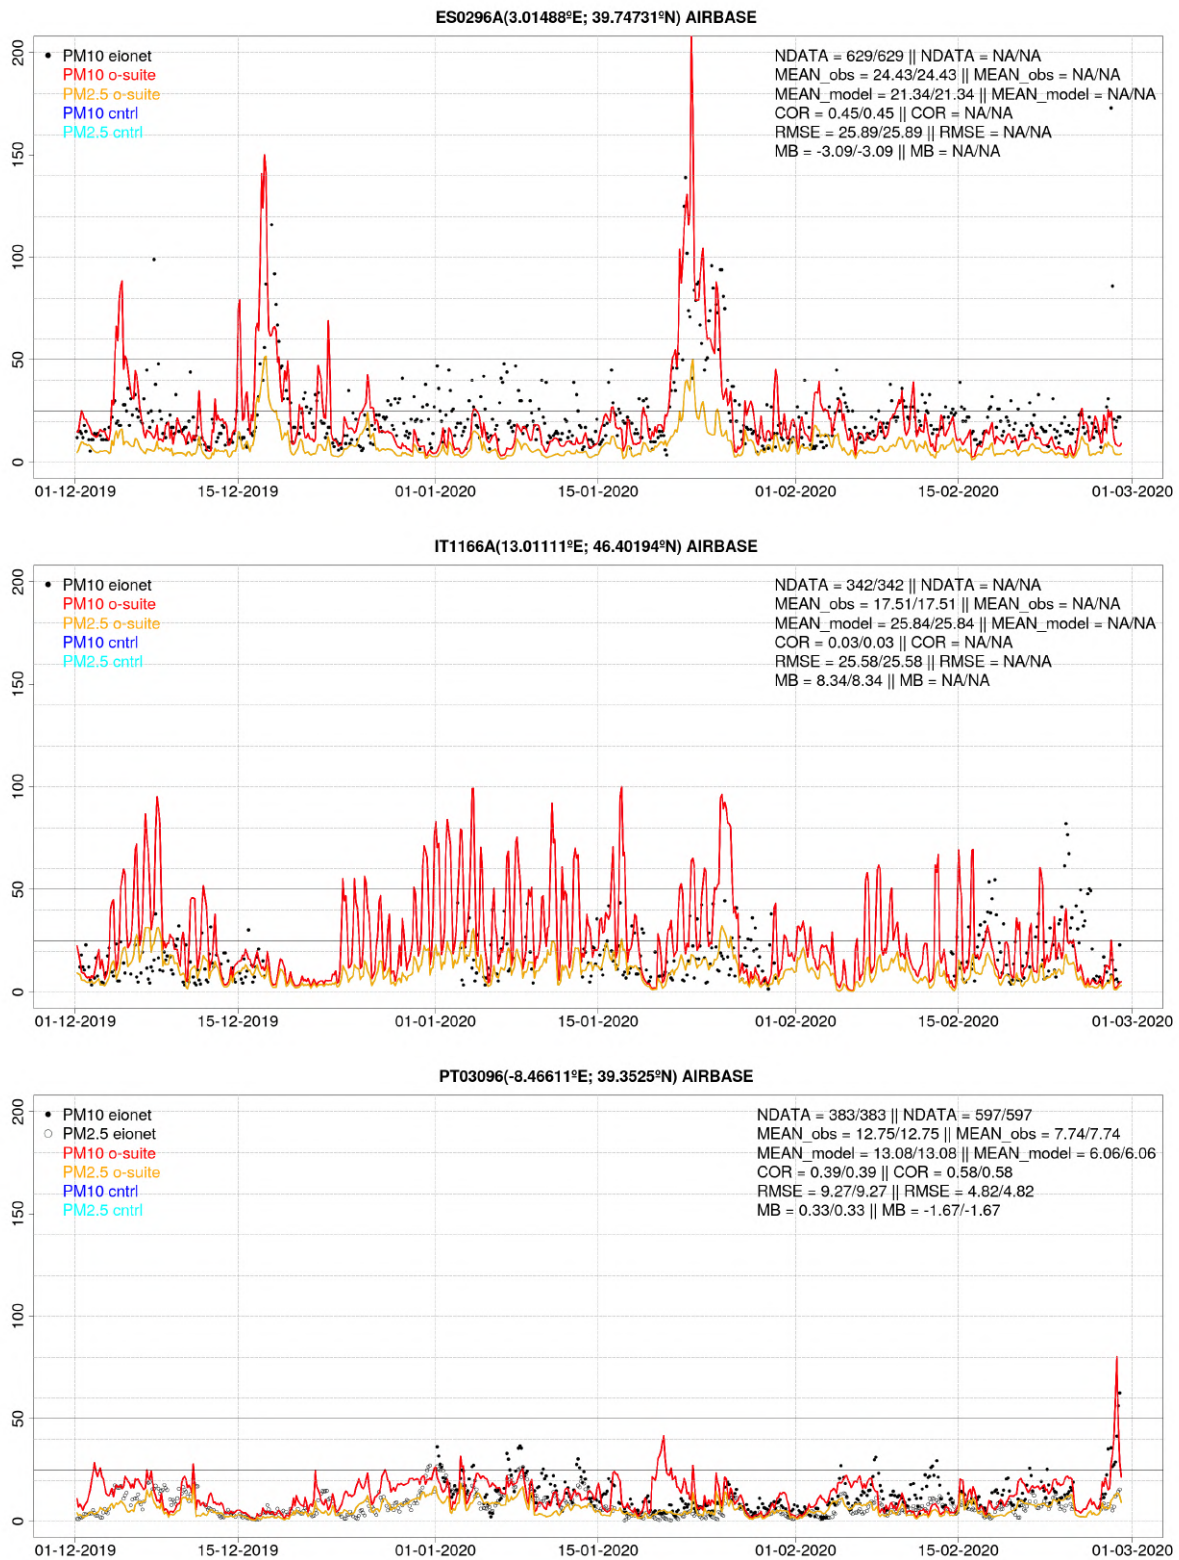 ES0296A(3.01488ºE; 39.74731ºN) AIRBASE
PM10 eionet
PM10 o-suite
PM2.5 o-suite
PM10 cntrl
PM2.5 cntrl
NDATA = 629/629 || NDATA = NA/NA
MEAN_obs = 24.43/24.43 || MEAN_obs = NA/NA
MEAN_model = 21.34/21.34 || MEAN_model = NA/NA
COR = 0.45/0.45 || COR = NA/NA
RMSE = 25.89/25.89 || RMSE = NA/NA
MB = -3.09/-3.09 || MB = NA/NA
200
150
100
50
0
01-12-2019 15-12-2019 01-01-2020 15-01-2020 01-02-2020 15-02-2020 01-03-2020
IT1166A(13.01111ºE; 46.40194ºN) AIRBASE
PM10 eionet
PM10 o-suite
PM2.5 o-suite
PM10 cntrl
PM2.5 cntrl
NDATA = 342/342 || NDATA = NA/NA
MEAN_obs = 17.51/17.51 || MEAN_obs = NA/NA
MEAN_model = 25.84/25.84 || MEAN_model = NA/NA
COR = 0.03/0.03 || COR = NA/NA
RMSE = 25.58/25.58 || RMSE = NA/NA
MB = 8.34/8.34 || MB = NA/NA
200
150
100
50
0
01-12-2019 15-12-2019 01-01-2020 15-01-2020 01-02-2020 15-02-2020 01-03-2020
PT03096(-8.46611ºE; 39.3525ºN) AIRBASE
PM10 eionet
PM2.5 eionet
PM10 o-suite
PM2.5 o-suite
PM10 cntrl
PM2.5 cntrl
NDATA = 383/383 || NDATA = 597/597
MEAN_obs = 12.75/12.75 || MEAN_obs = 7.74/7.74
MEAN_model = 13.08/13.08 || MEAN_model = 6.06/6.06
COR = 0.39/0.39 || COR = 0.58/0.58
RMSE = 9.27/9.27 || RMSE = 4.82/4.82
MB = 0.33/0.33 || MB = -1.67/-1.67
200
150
100
50
0
01-12-2019 15-12-2019 01-01-2020 15-01-2020 01-02-2020 15-02-2020 01-03-2020